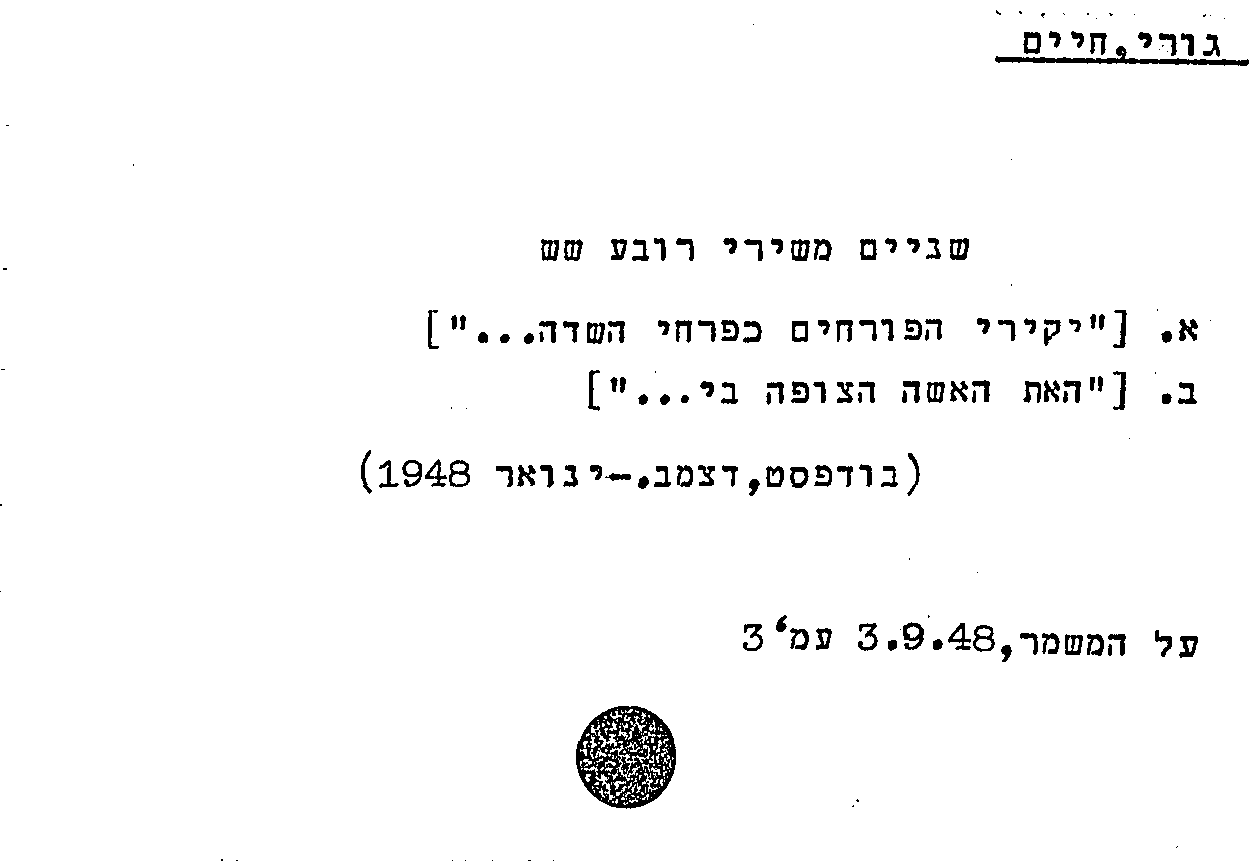 גורי,חיים
שניים משירי רובע שש
א. ["יקירי הפורחים כפרחי השדה..."]
ב. ["האת האשה הצופה בי..."]
(בודפסט,דצמב.-ינואר 1948)
על המשמר,3.9.48 עמ'3